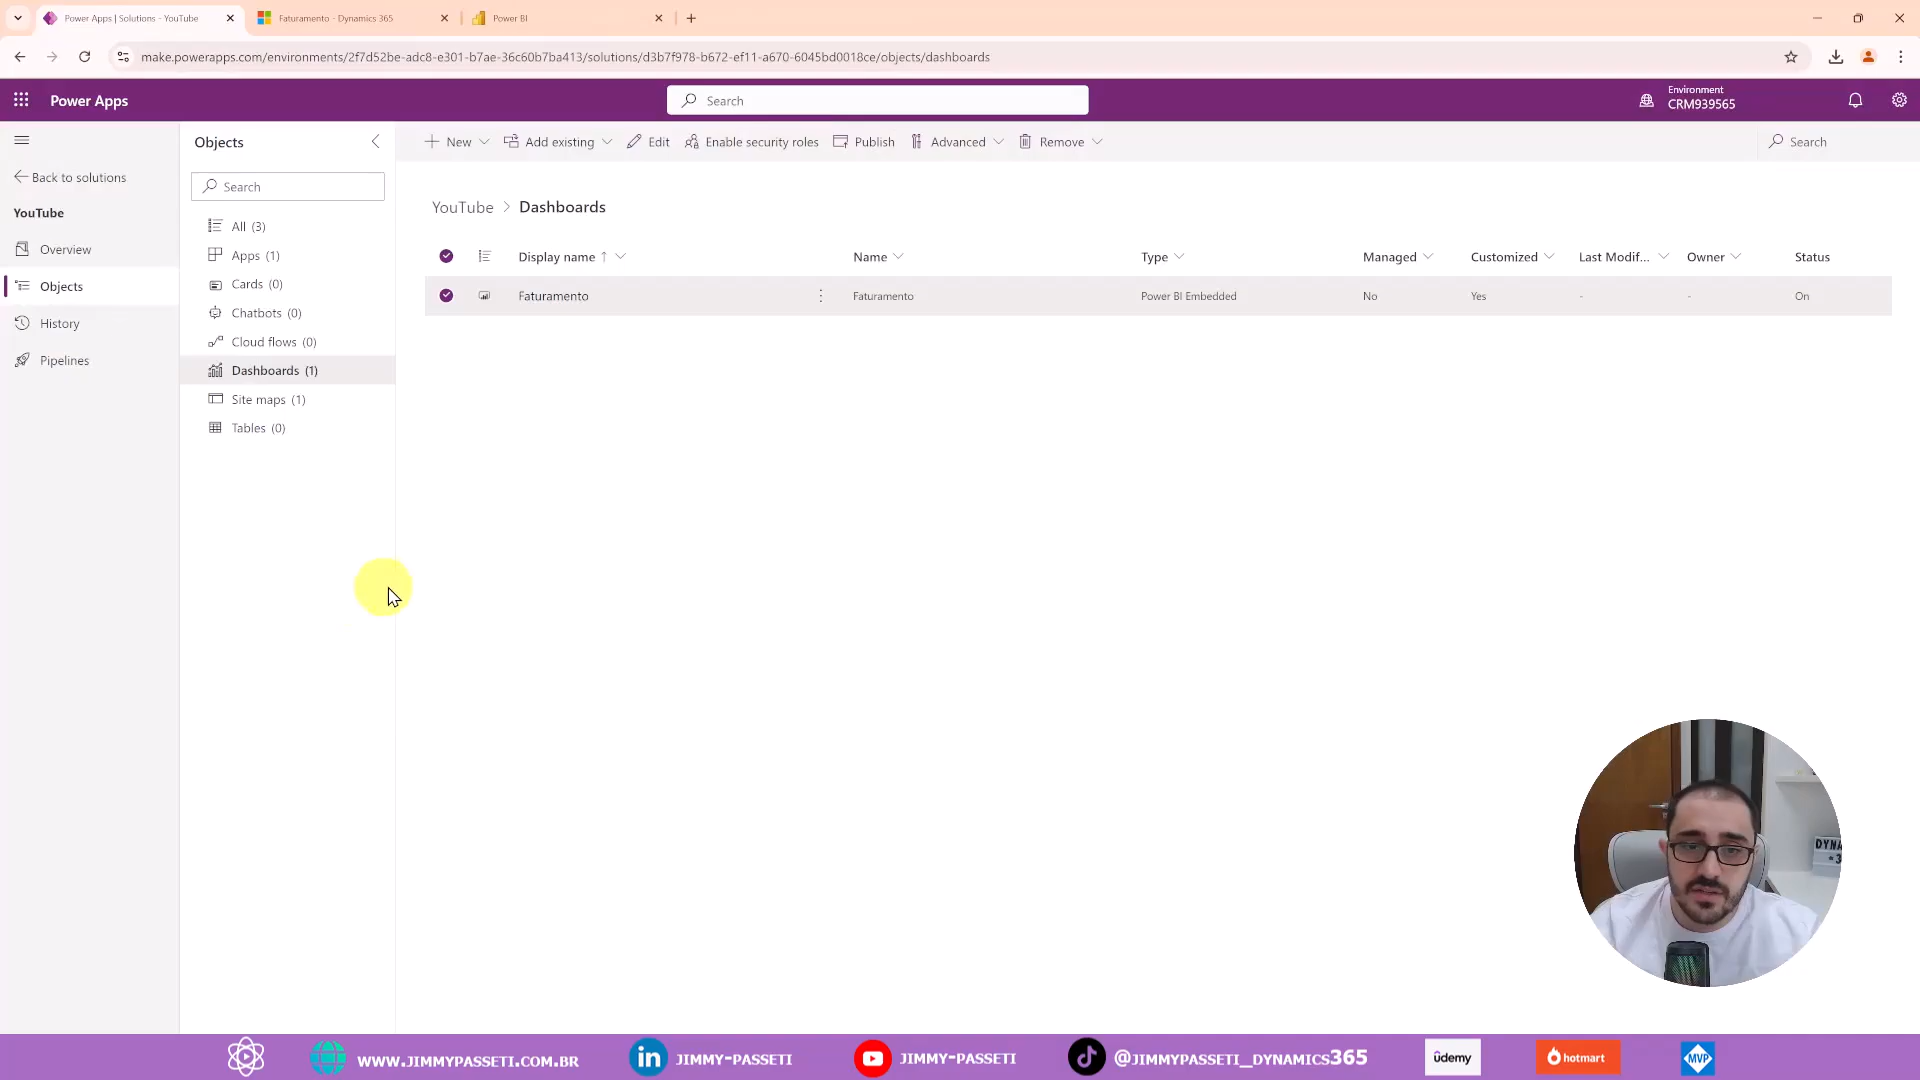 Power Apps | Solutions - YouTube
Faturamento - Dynamics 365
Power BI
make.powerapps.com/environments/2f7d52be-adc8-e301-b7ae-36c60b7ba413/solutions/d3b7f978-b672-ef11-a670-6045bd0018ce/objects/dashboards
Power Apps
Search
Environment
CRM939565
Objects
New
Add existing
Edit
Enable security roles
Publish
Advanced
Remove
Search
Back to solutions
Search
YouTube
Overview
Objects
History
Pipelines
All (3)
Apps (1)
Cards (0)
Chatbots (0)
Cloud flows (0)
Dashboards (1)
Site maps (1)
Tables (0)
YouTube > Dashboards
Display name ↑ Name Type Managed Customized Last Modif... Owner Status
Faturamento Faturamento Power BI Embedded No Yes - - On
DYNA
WWW.JIMMYPASSETI.COM.BR
in JIMMY-PASSETI
JIMMY-PASSETI
@JIMMYPASSETI_DYNAMICS365
ûdemy
hotmart
MVP